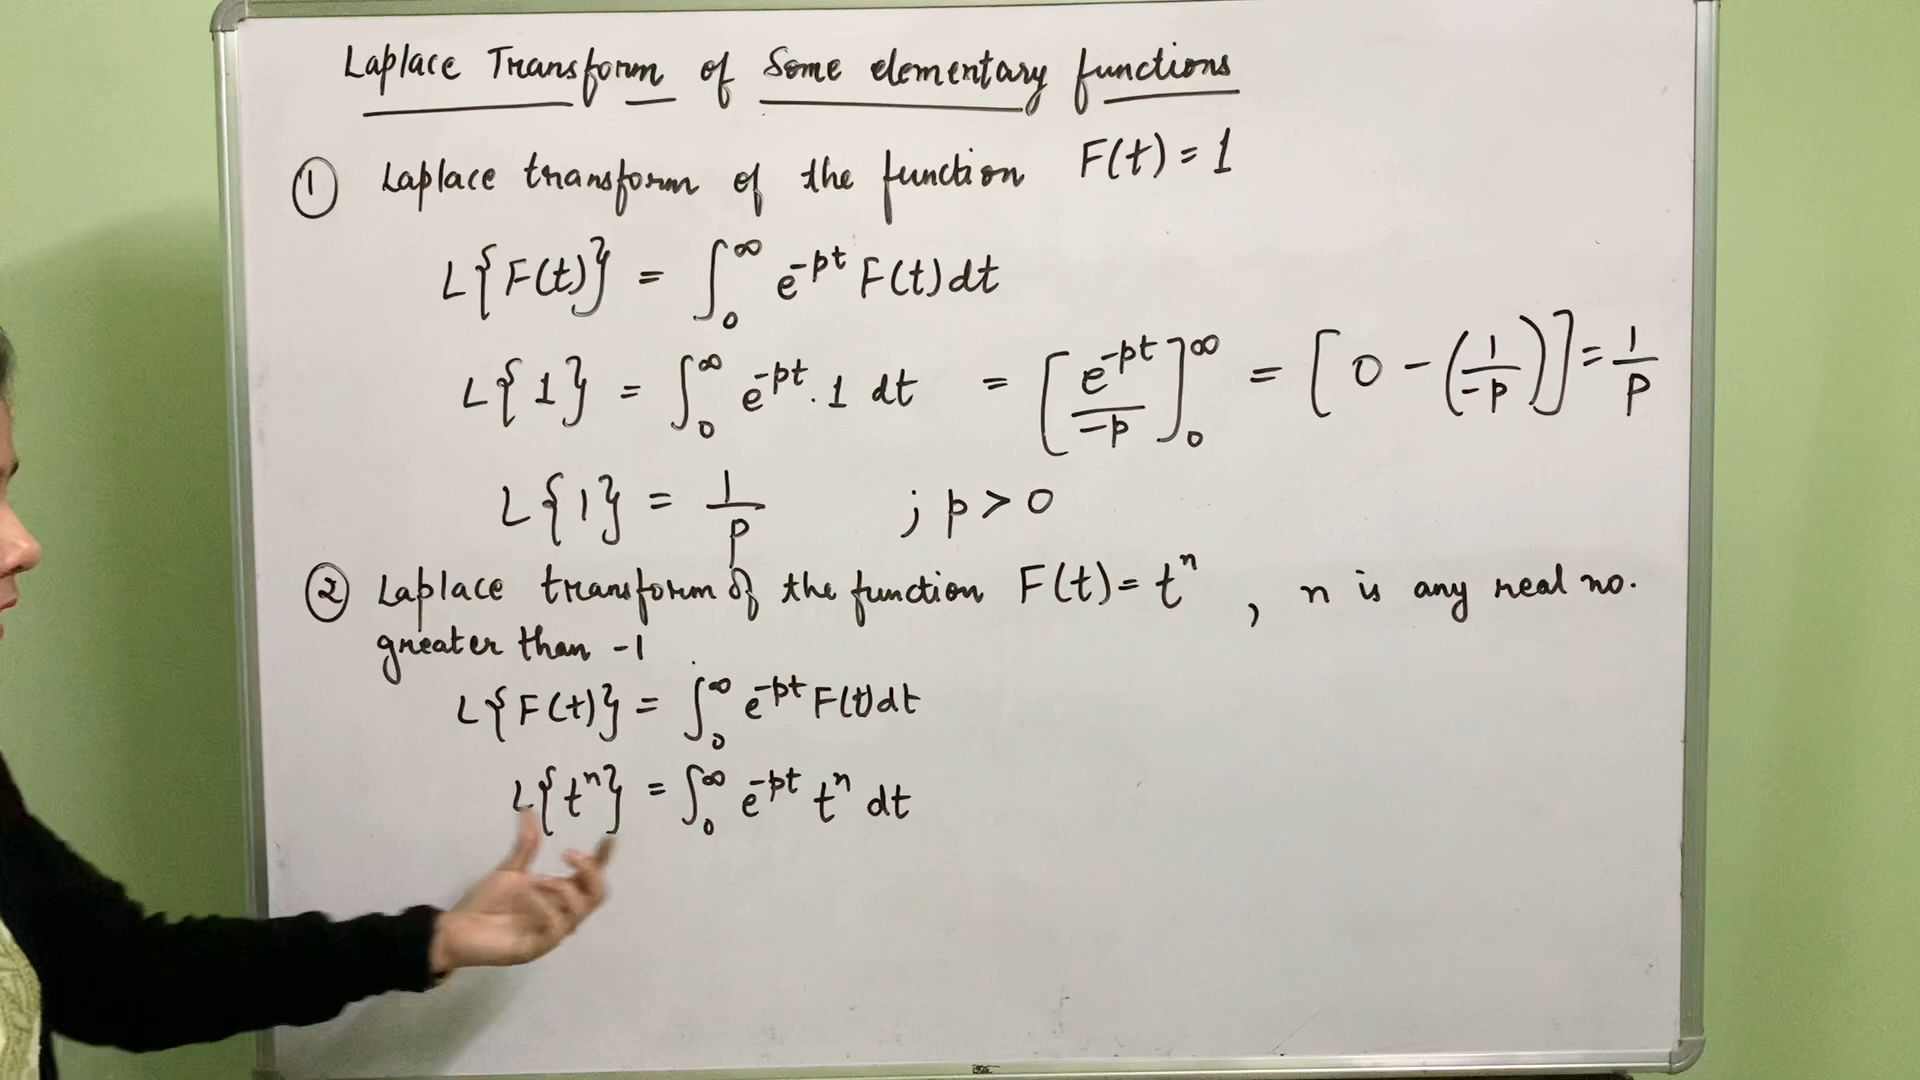 Laplace Transform of Some elementary functions
① Laplace transform of the function F(t) = 1
L{F(t)} = ∫₀^∞ e^{-pt} F(t) dt
L{1} = ∫₀^∞ e^{-pt} . 1 dt = [e^{-pt}/-p]₀^∞ = [0 - (1/-p)] = 1/p
L{1} = 1/p ; p > 0
② Laplace transform of the function F(t) = t^n , n is any real no.
greater than -1
L{F(t)} = ∫₀^∞ e^{-pt} F(t) dt
L{t^n} = ∫₀^∞ e^{-pt} t^n dt